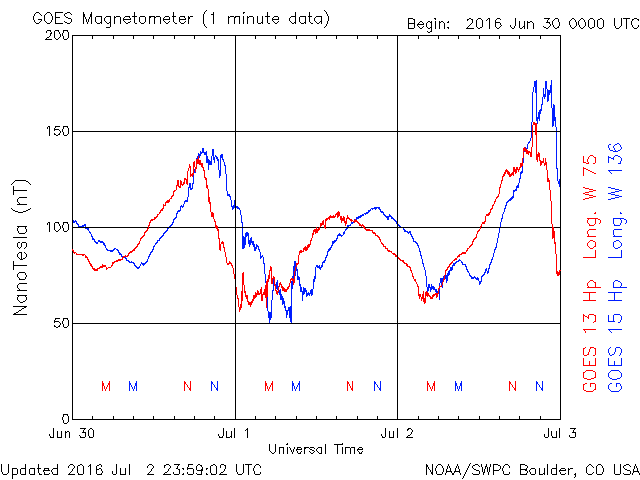 GOES Magnetometer (1 minute data)
Begin: 2016 Jun 30 0000 UTC
200
150
100
50
0
NanoTesla (nT)
M M N N M M N N M M N N
Jun 30 Jul 1 Jul 2 Jul 3
Universal Time
GOES 13 Hp Long. W 75
GOES 15 Hp Long. W 136
Updated 2016 Jul 2 23:59:02 UTC
NOAA/SWPC Boulder, CO USA